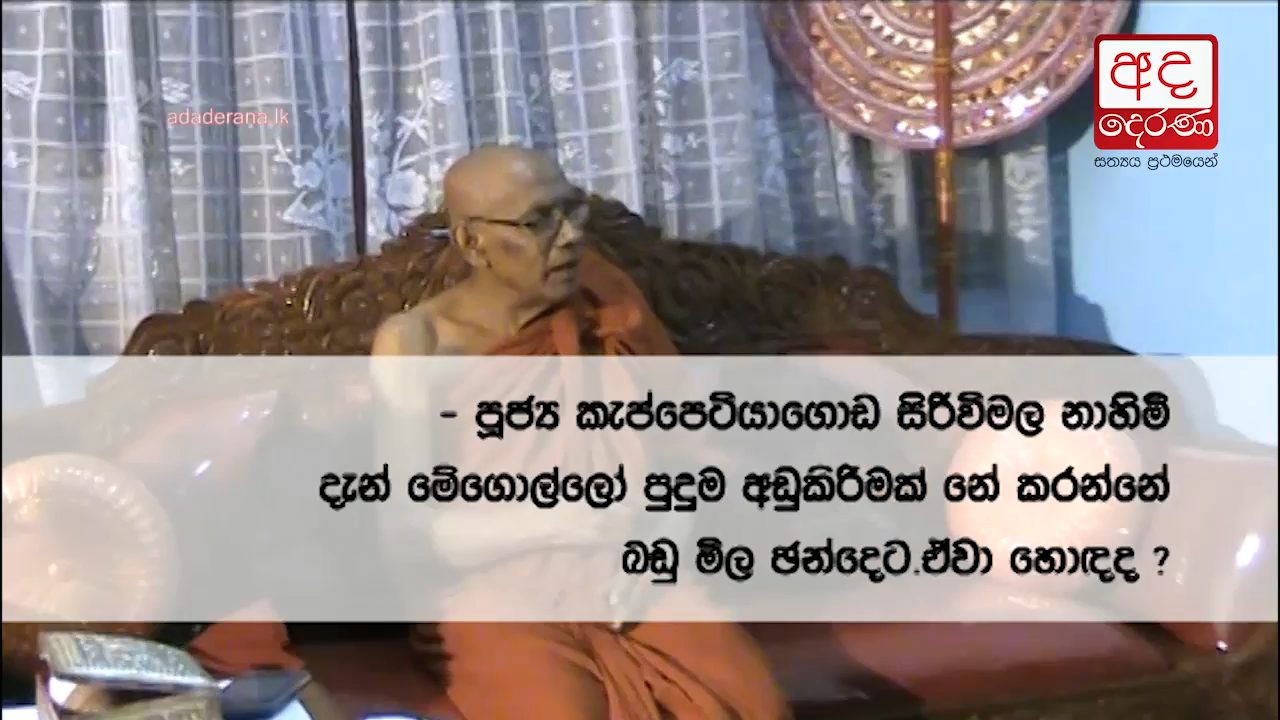 adaderana.lk
අද
දෙරණ
සත්‍යය ප්‍රථමයෙන්
- පූජ්‍ය කැප්පෙටියාගොඩ සිරිවිමල නාහිමි
දැන් මේගොල්ලෝ පුදුම අඩුකිරීමක් නේ කරන්නේ
බඩු මිල ඡන්දෙට.ඒවා හොඳද ?